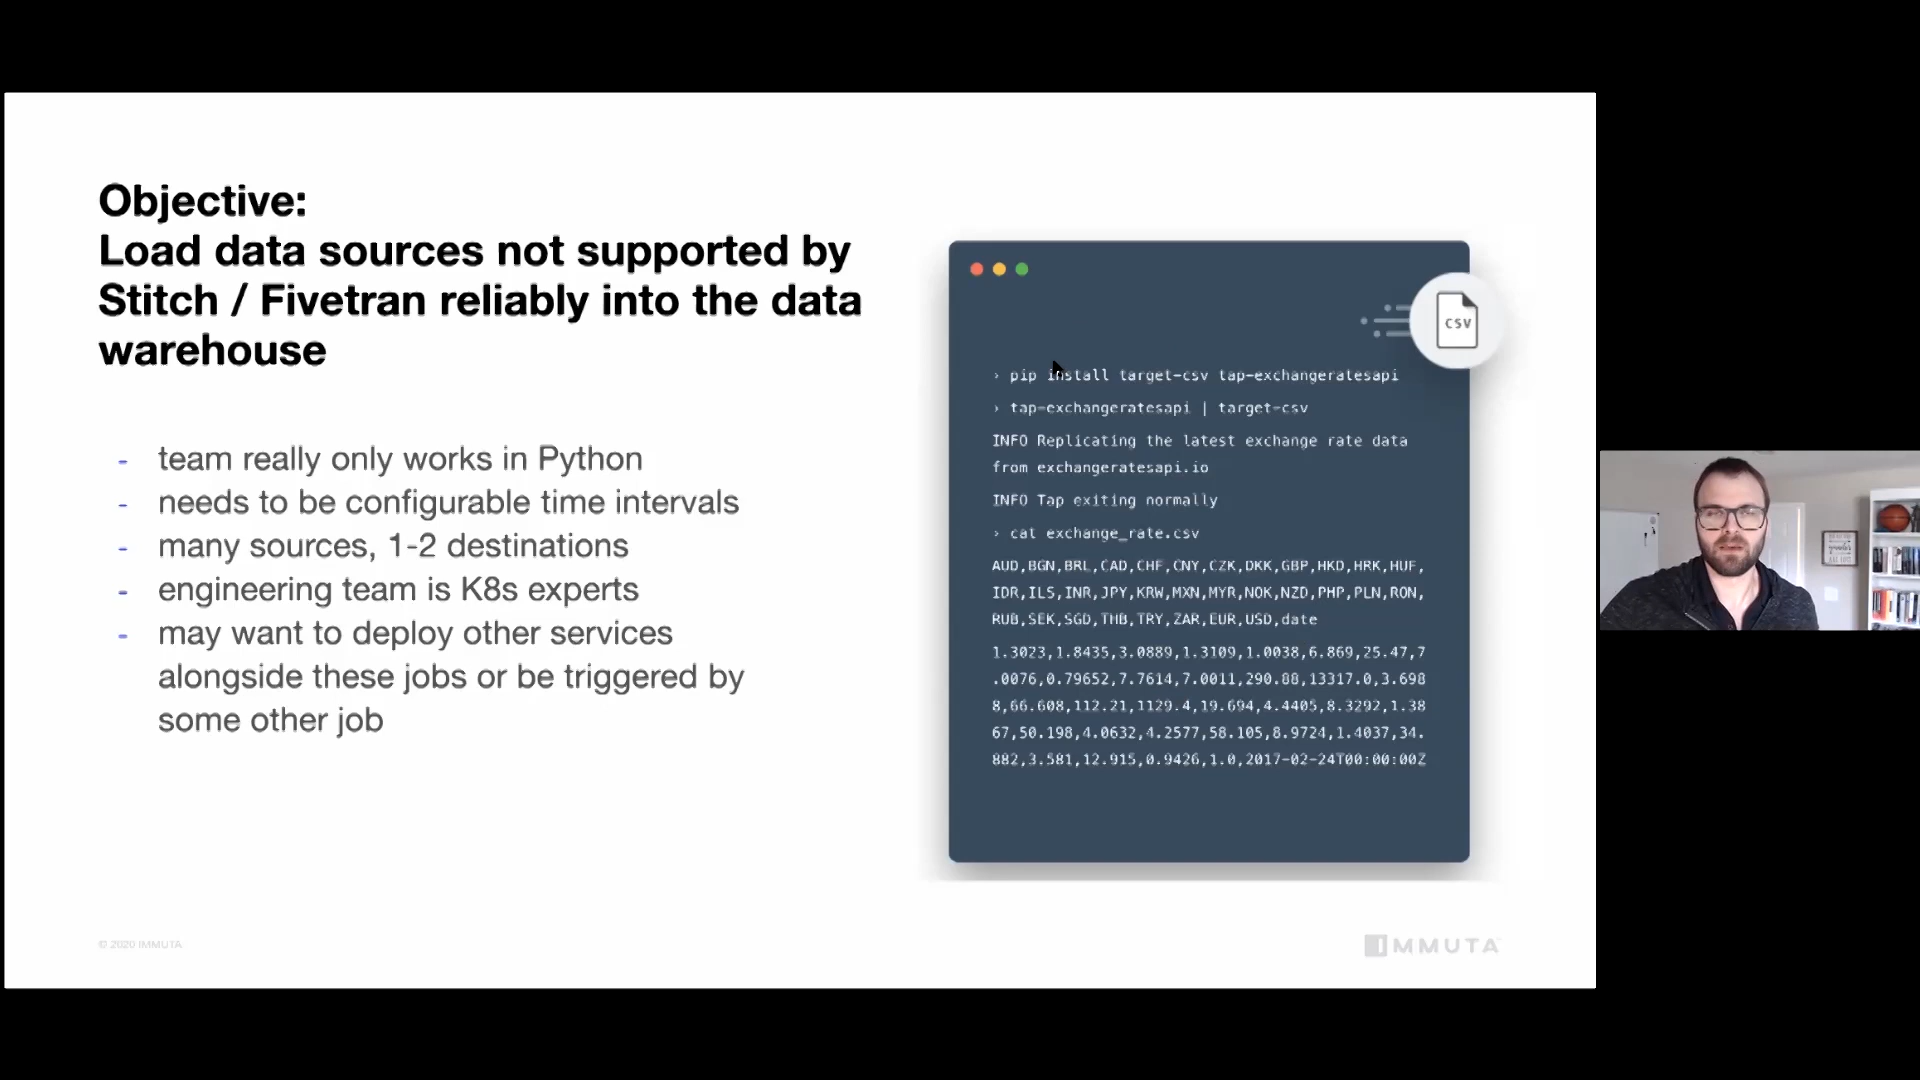 Objective:
Load data sources not supported by
Stitch / Fivetran reliably into the data
warehouse
- team really only works in Python
- needs to be configurable time intervals
- many sources, 1-2 destinations
- engineering team is K8s experts
- may want to deploy other services
alongside these jobs or be triggered by
some other job
CSV
› pip install target-csv tap-exchangeratesapi
› tap-exchangeratesapi | target-csv
INFO Replicating the latest exchange rate data
from exchangeratesapi.io
INFO Tap exiting normally
› cat exchange_rate.csv
AUD,BGN,BRL,CAD,CHF,CNY,CZK,DKK,GBP,HKD,HRK,HUF,
IDR,ILS,INR,JPY,KRW,MXN,MYR,NOK,NZD,PHP,PLN,RON,
RUB,SEK,SGD,THB,TRY,ZAR,EUR,USD,date
1.3023,1.8435,3.0889,1.3109,1.0038,6.869,25.47,7
.0076,0.79652,7.7614,7.0011,290.88,13317.0,3.698
8,66.608,112.21,1129.4,19.694,4.4405,8.3292,1.38
67,50.198,4.0632,4.2577,58.105,8.9724,1.4037,34.
882,3.581,12.915,0.9426,1.0,2017-02-24T00:00:00Z
© 2020 IMMUTA
IMMUTA